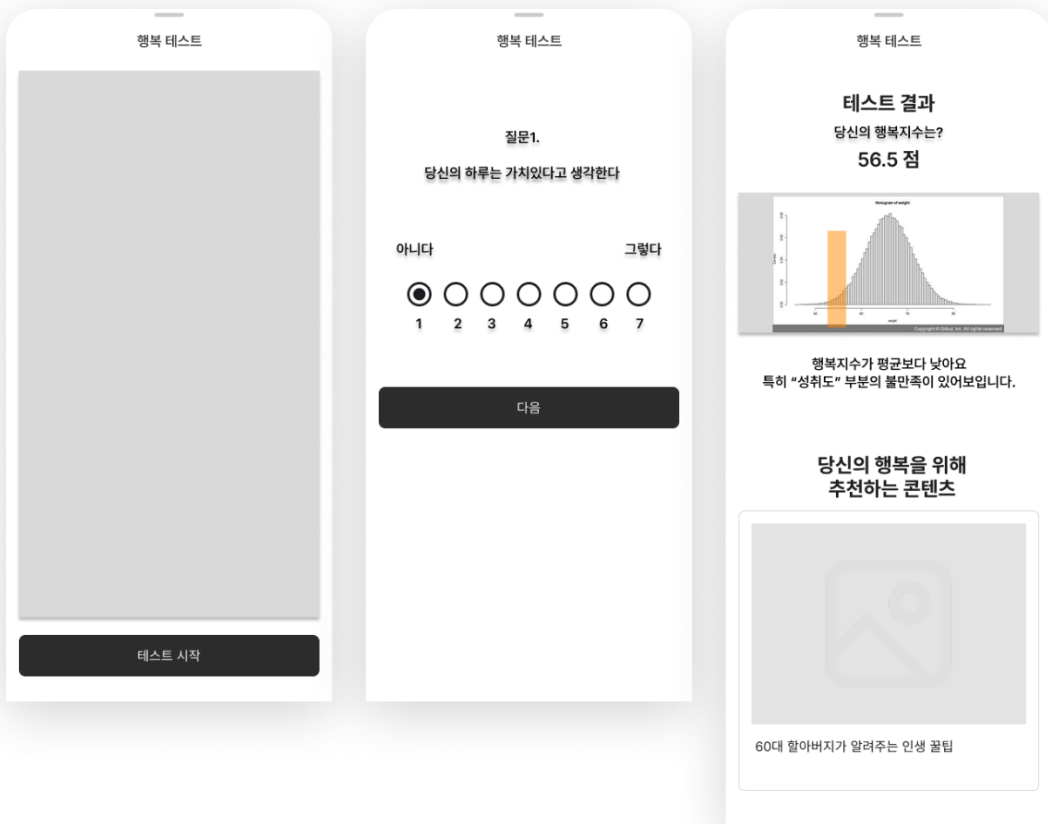 행복 테스트
테스트 시작
행복 테스트
질문1.
당신의 하루는 가치있다고 생각한다
아니다
그렇다
1 2 3 4 5 6 7
다음
행복 테스트
테스트 결과
당신의 행복지수는?
56.5 점
Histogram of weight
weight
행복지수가 평균보다 낮아요
특히 “성취도” 부분의 불만족이 있어보입니다.
당신의 행복을 위해
추천하는 콘텐츠
60대 할아버지가 알려주는 인생 꿀팁